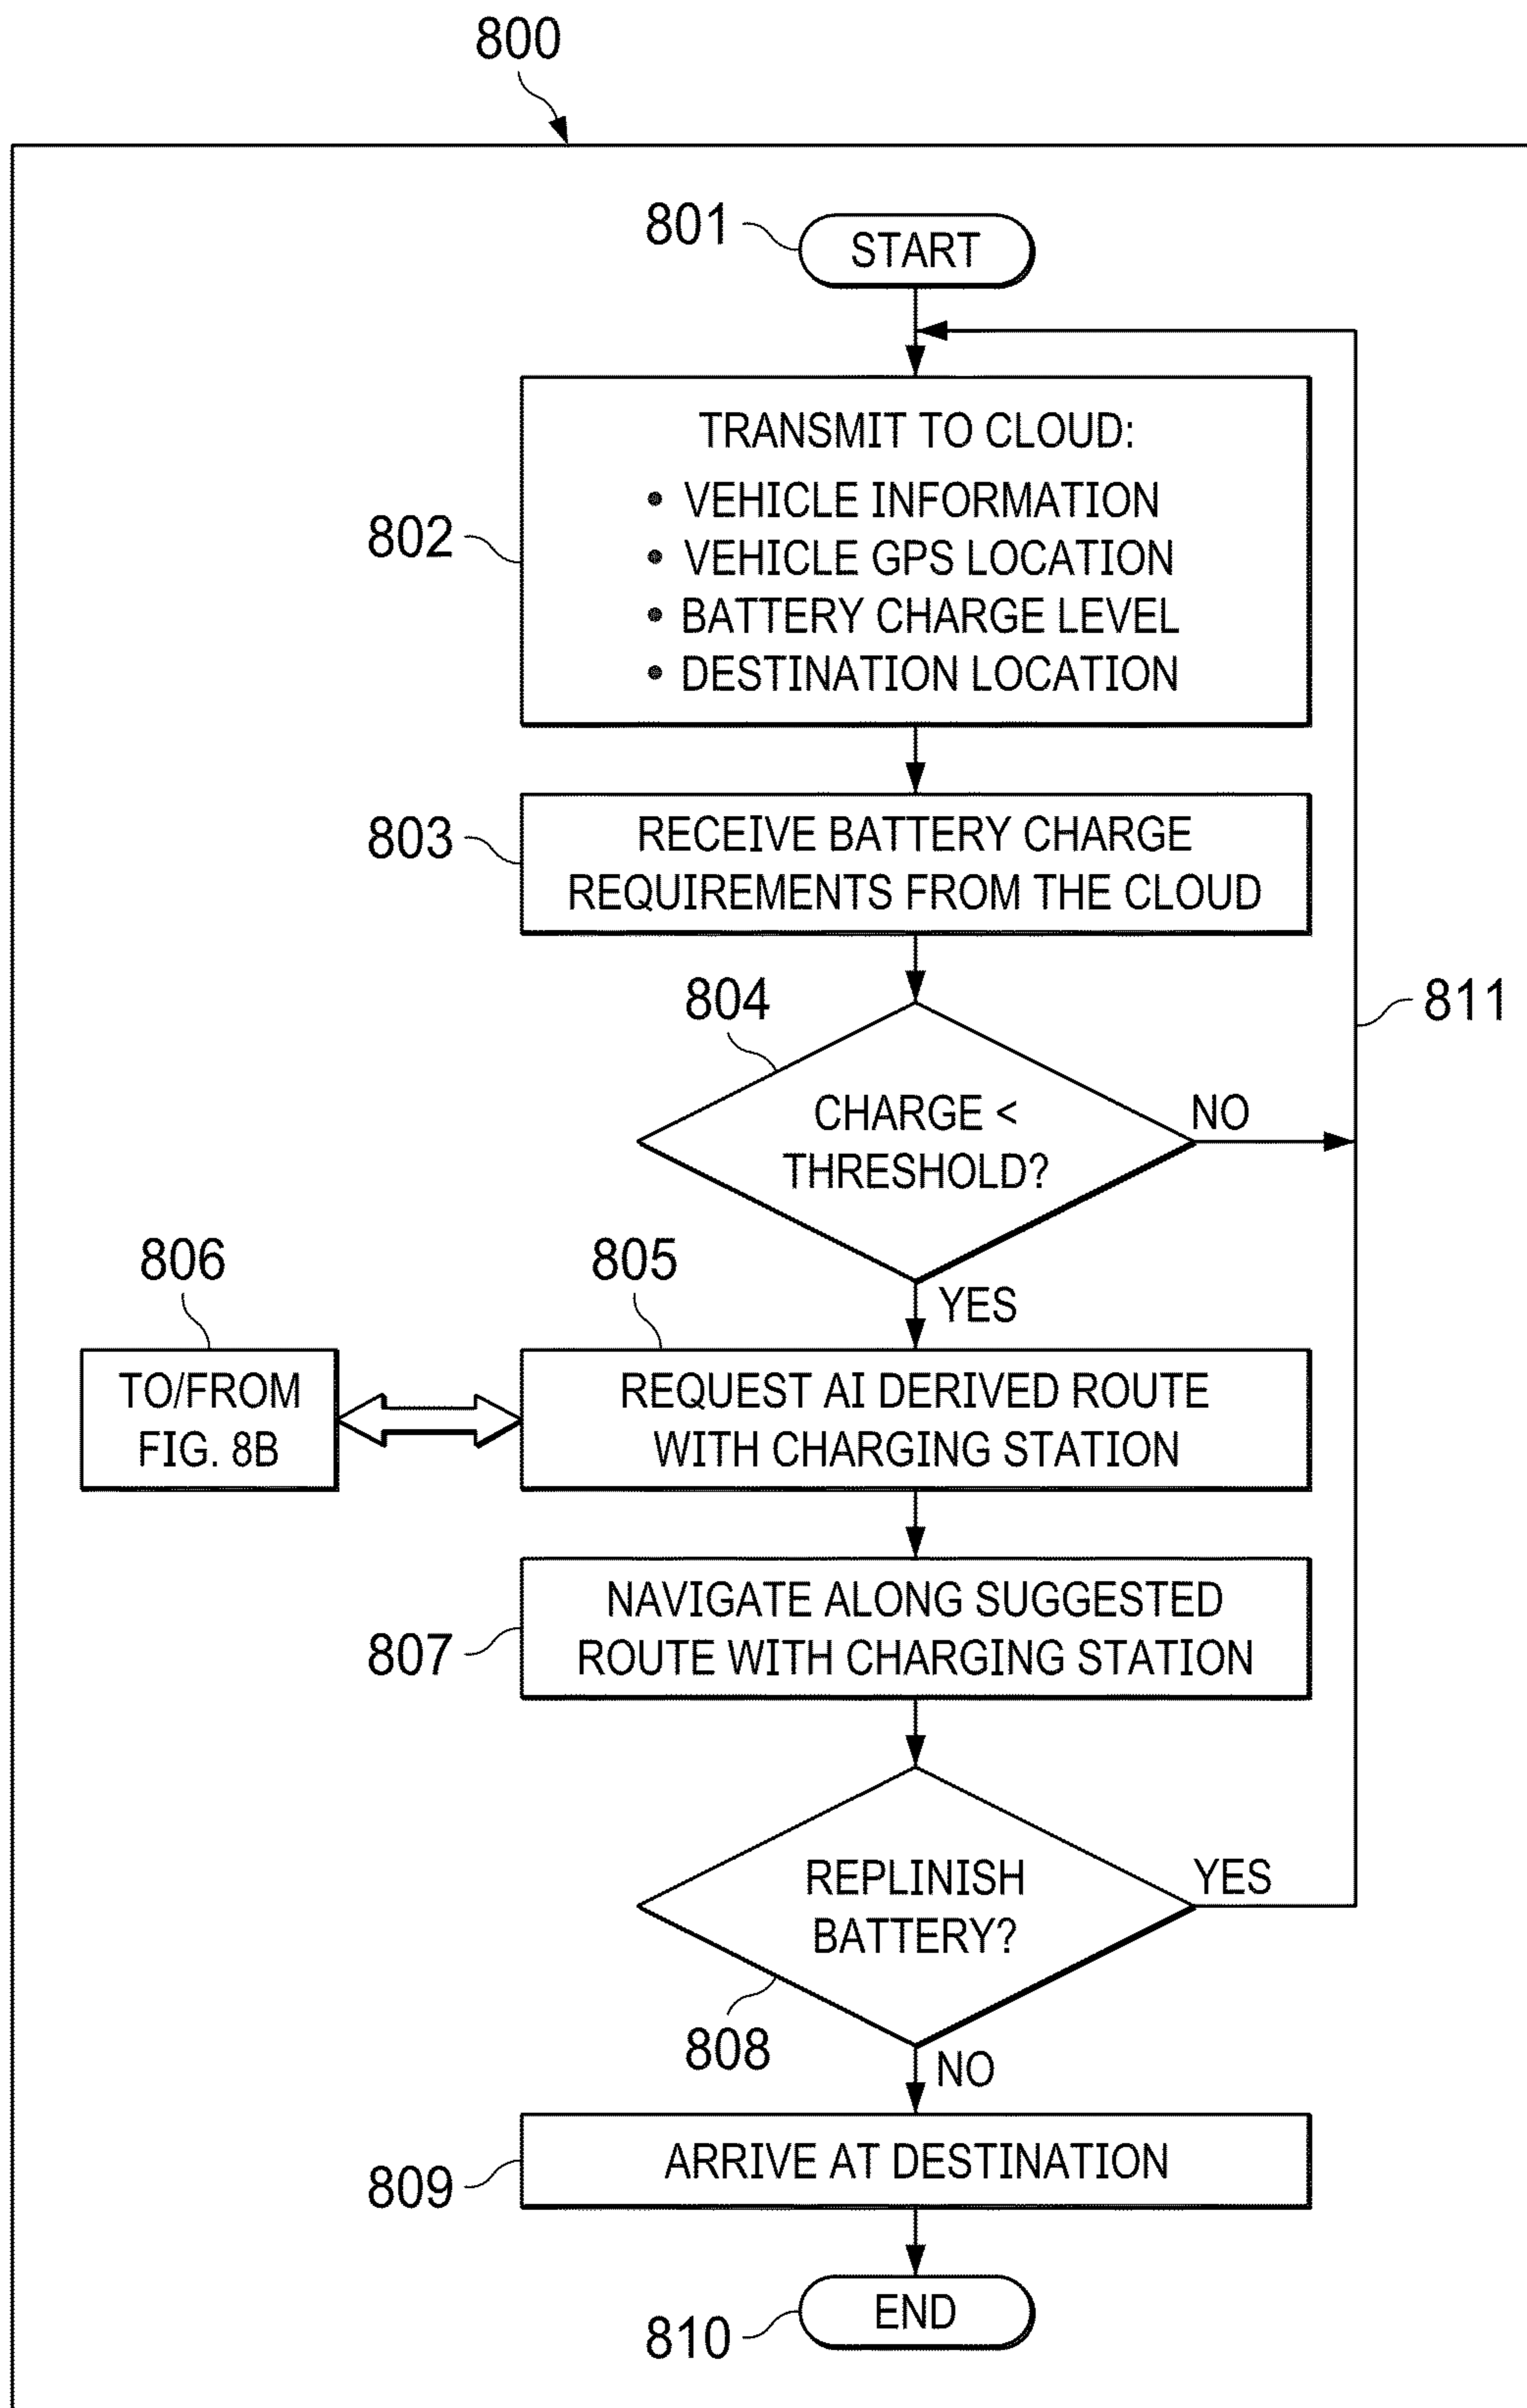 800
801
START
TRANSMIT TO CLOUD:
• VEHICLE INFORMATION
802
• VEHICLE GPS LOCATION
• BATTERY CHARGE LEVEL
• DESTINATION LOCATION
803
RECEIVE BATTERY CHARGE
REQUIREMENTS FROM THE CLOUD
804
811
CHARGE <
THRESHOLD?
NO
YES
806
805
TO/FROM
FIG. 8B
REQUEST AI DERIVED ROUTE
WITH CHARGING STATION
NAVIGATE ALONG SUGGESTED
ROUTE WITH CHARGING STATION
807
REPLINISH
BATTERY?
YES
808
NO
ARRIVE AT DESTINATION
809
END
810